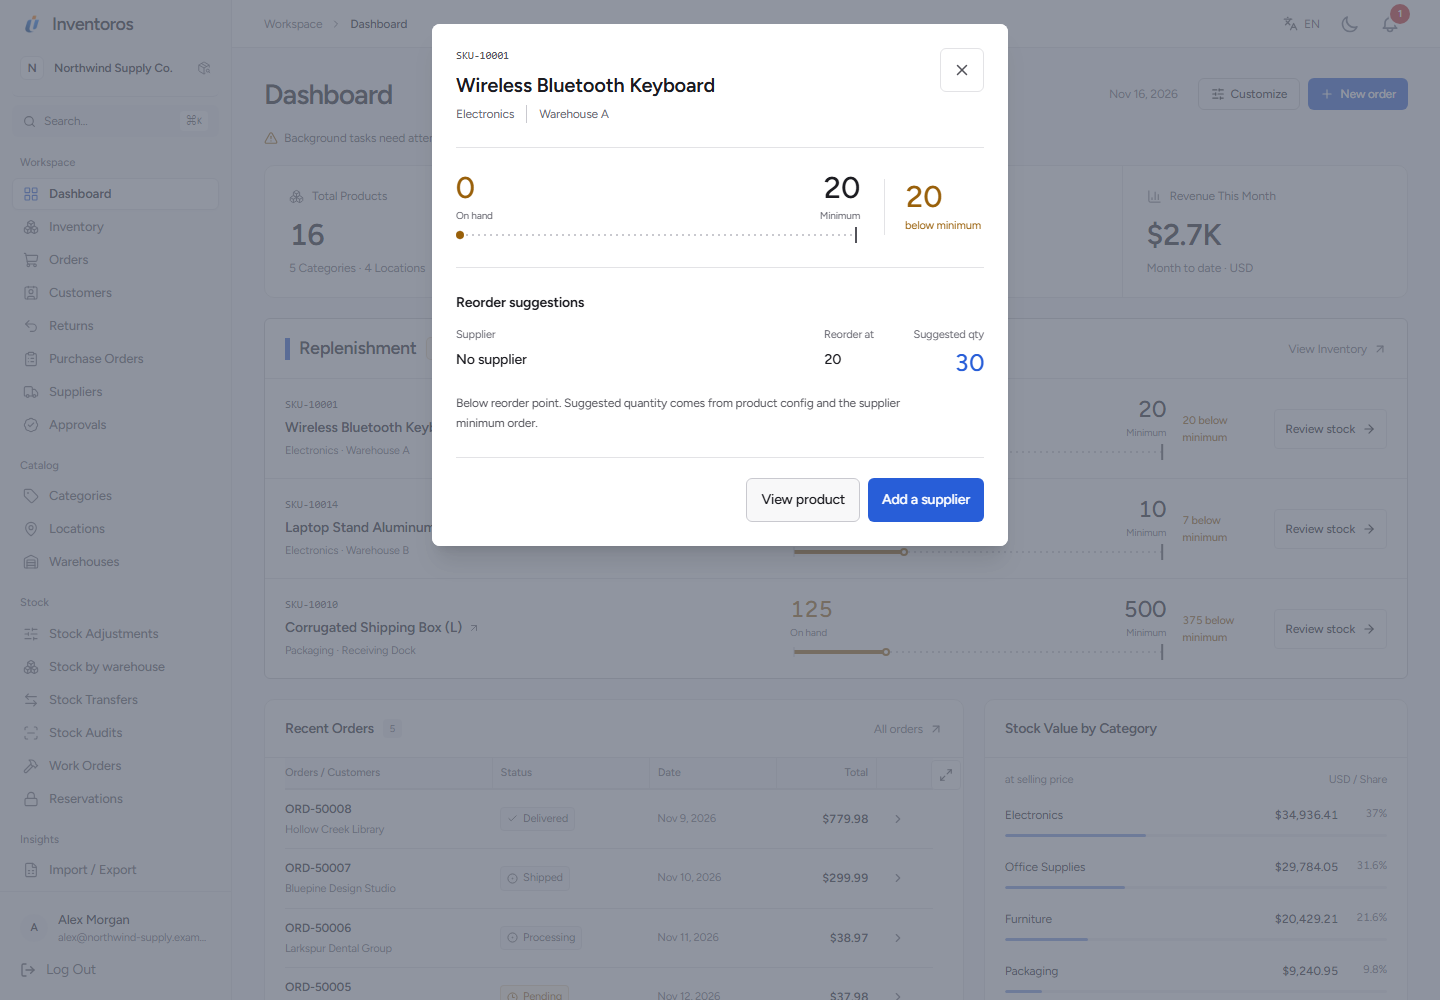 Inventoros
N Northwind Supply Co.
Search... ⌘K
Workspace
Dashboard
Inventory
Orders
Customers
Returns
Purchase Orders
Suppliers
Approvals
Catalog
Categories
Locations
Warehouses
Stock
Stock Adjustments
Stock by warehouse
Stock Transfers
Stock Audits
Work Orders
Reservations
Insights
Import / Export
A Alex Morgan
alex@northwind-supply.exam...
Log Out
Workspace > Dashboard
EN
1
Dashboard
Nov 16, 2026
Customize
+ New order
Background tasks need
Total Products
16
5 Categories · 4 Locations
Revenue This Month
$2.7K
Month to date · USD
SKU-10001
Wireless Bluetooth Keyboard
Electronics | Warehouse A
0
On hand
20
Minimum
20
below minimum
Reorder suggestions
Supplier
Reorder at
Suggested qty
No supplier
20
30
Below reorder point. Suggested quantity comes from product config and the supplier
minimum order.
View product
Add a supplier
Replenishment
View Inventory
SKU-10001
Wireless Bluetooth
Electronics · Warehouse A
20
Minimum
20 below
minimum
Review stock
SKU-10014
Laptop Stand Aluminum
Electronics · Warehouse B
10
Minimum
7 below
minimum
Review stock
SKU-10010
Corrugated Shipping Box (L)
Packaging · Receiving Dock
125
On hand
500
Minimum
375 below
minimum
Review stock
Recent Orders 5
All orders
Orders / Customers Status Date Total
ORD-50008
Hollow Creek Library
Delivered
Nov 9, 2026
$779.98
ORD-50007
Bluepine Design Studio
Shipped
Nov 10, 2026
$299.99
ORD-50006
Larkspur Dental Group
Processing
Nov 11, 2026
$38.97
ORD-50005
Pending
Nov 12, 2026
$37.98
Stock Value by Category
at selling price USD / Share
Electronics $34,936.41 37%
Office Supplies $29,784.05 31.6%
Furniture $20,429.21 21.6%
Packaging $9,240.95 9.8%